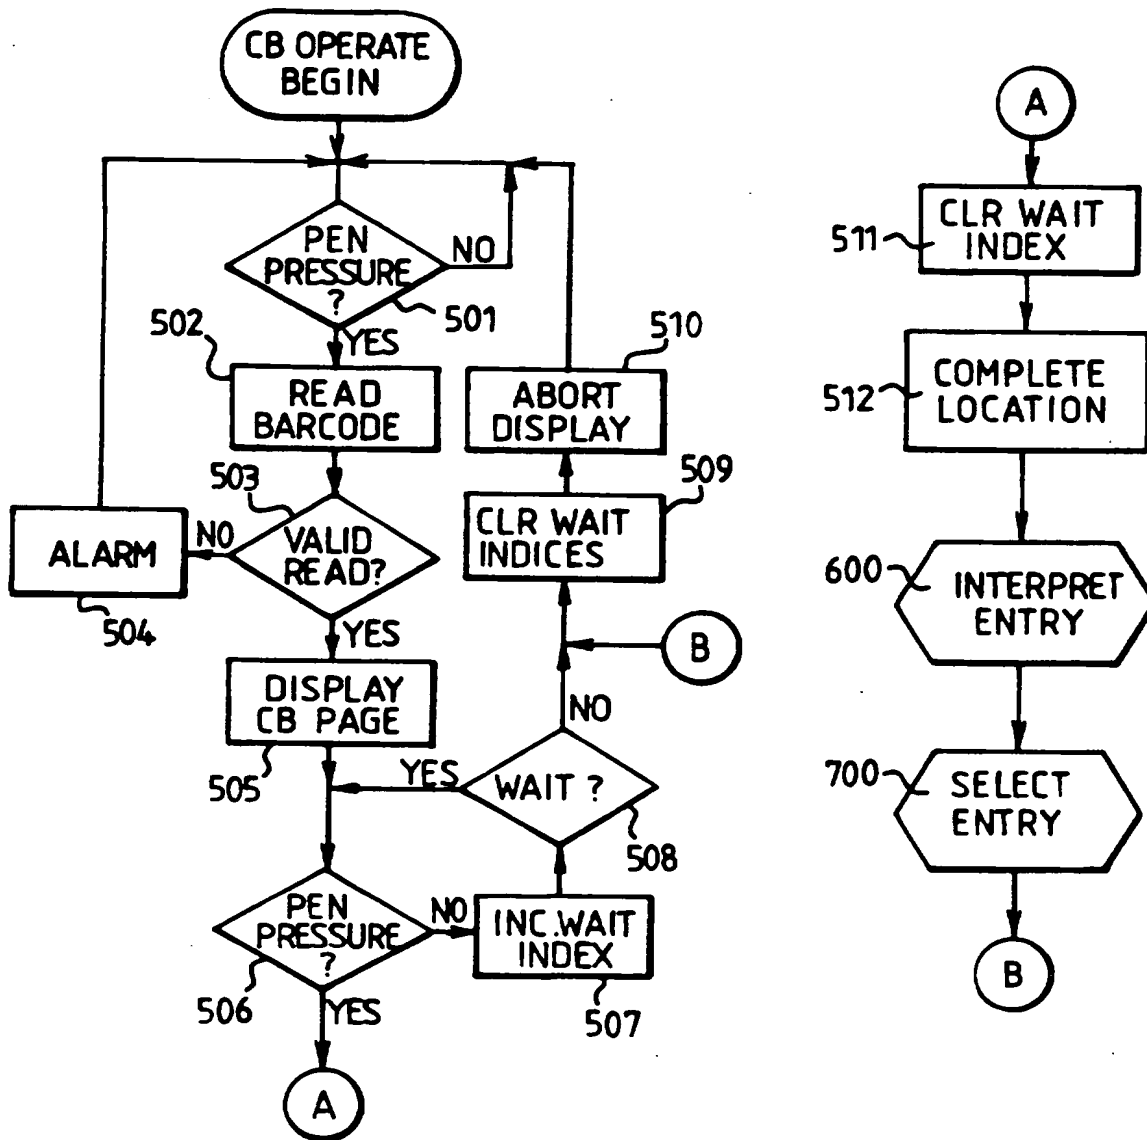 CB OPERATE
BEGIN
PEN
PRESSURE
?
NO
501
YES
502
READ
BARCODE
503
VALID
READ?
NO
ALARM
504
YES
DISPLAY
CB PAGE
505
PEN
PRESSURE
?
506
NO
YES
A
INC.WAIT
INDEX
507
WAIT ?
508
YES
NO
B
CLR WAIT
INDICES
509
ABORT
DISPLAY
510
A
CLR WAIT
INDEX
511
COMPLETE
LOCATION
512
INTERPRET
ENTRY
600
SELECT
ENTRY
700
B